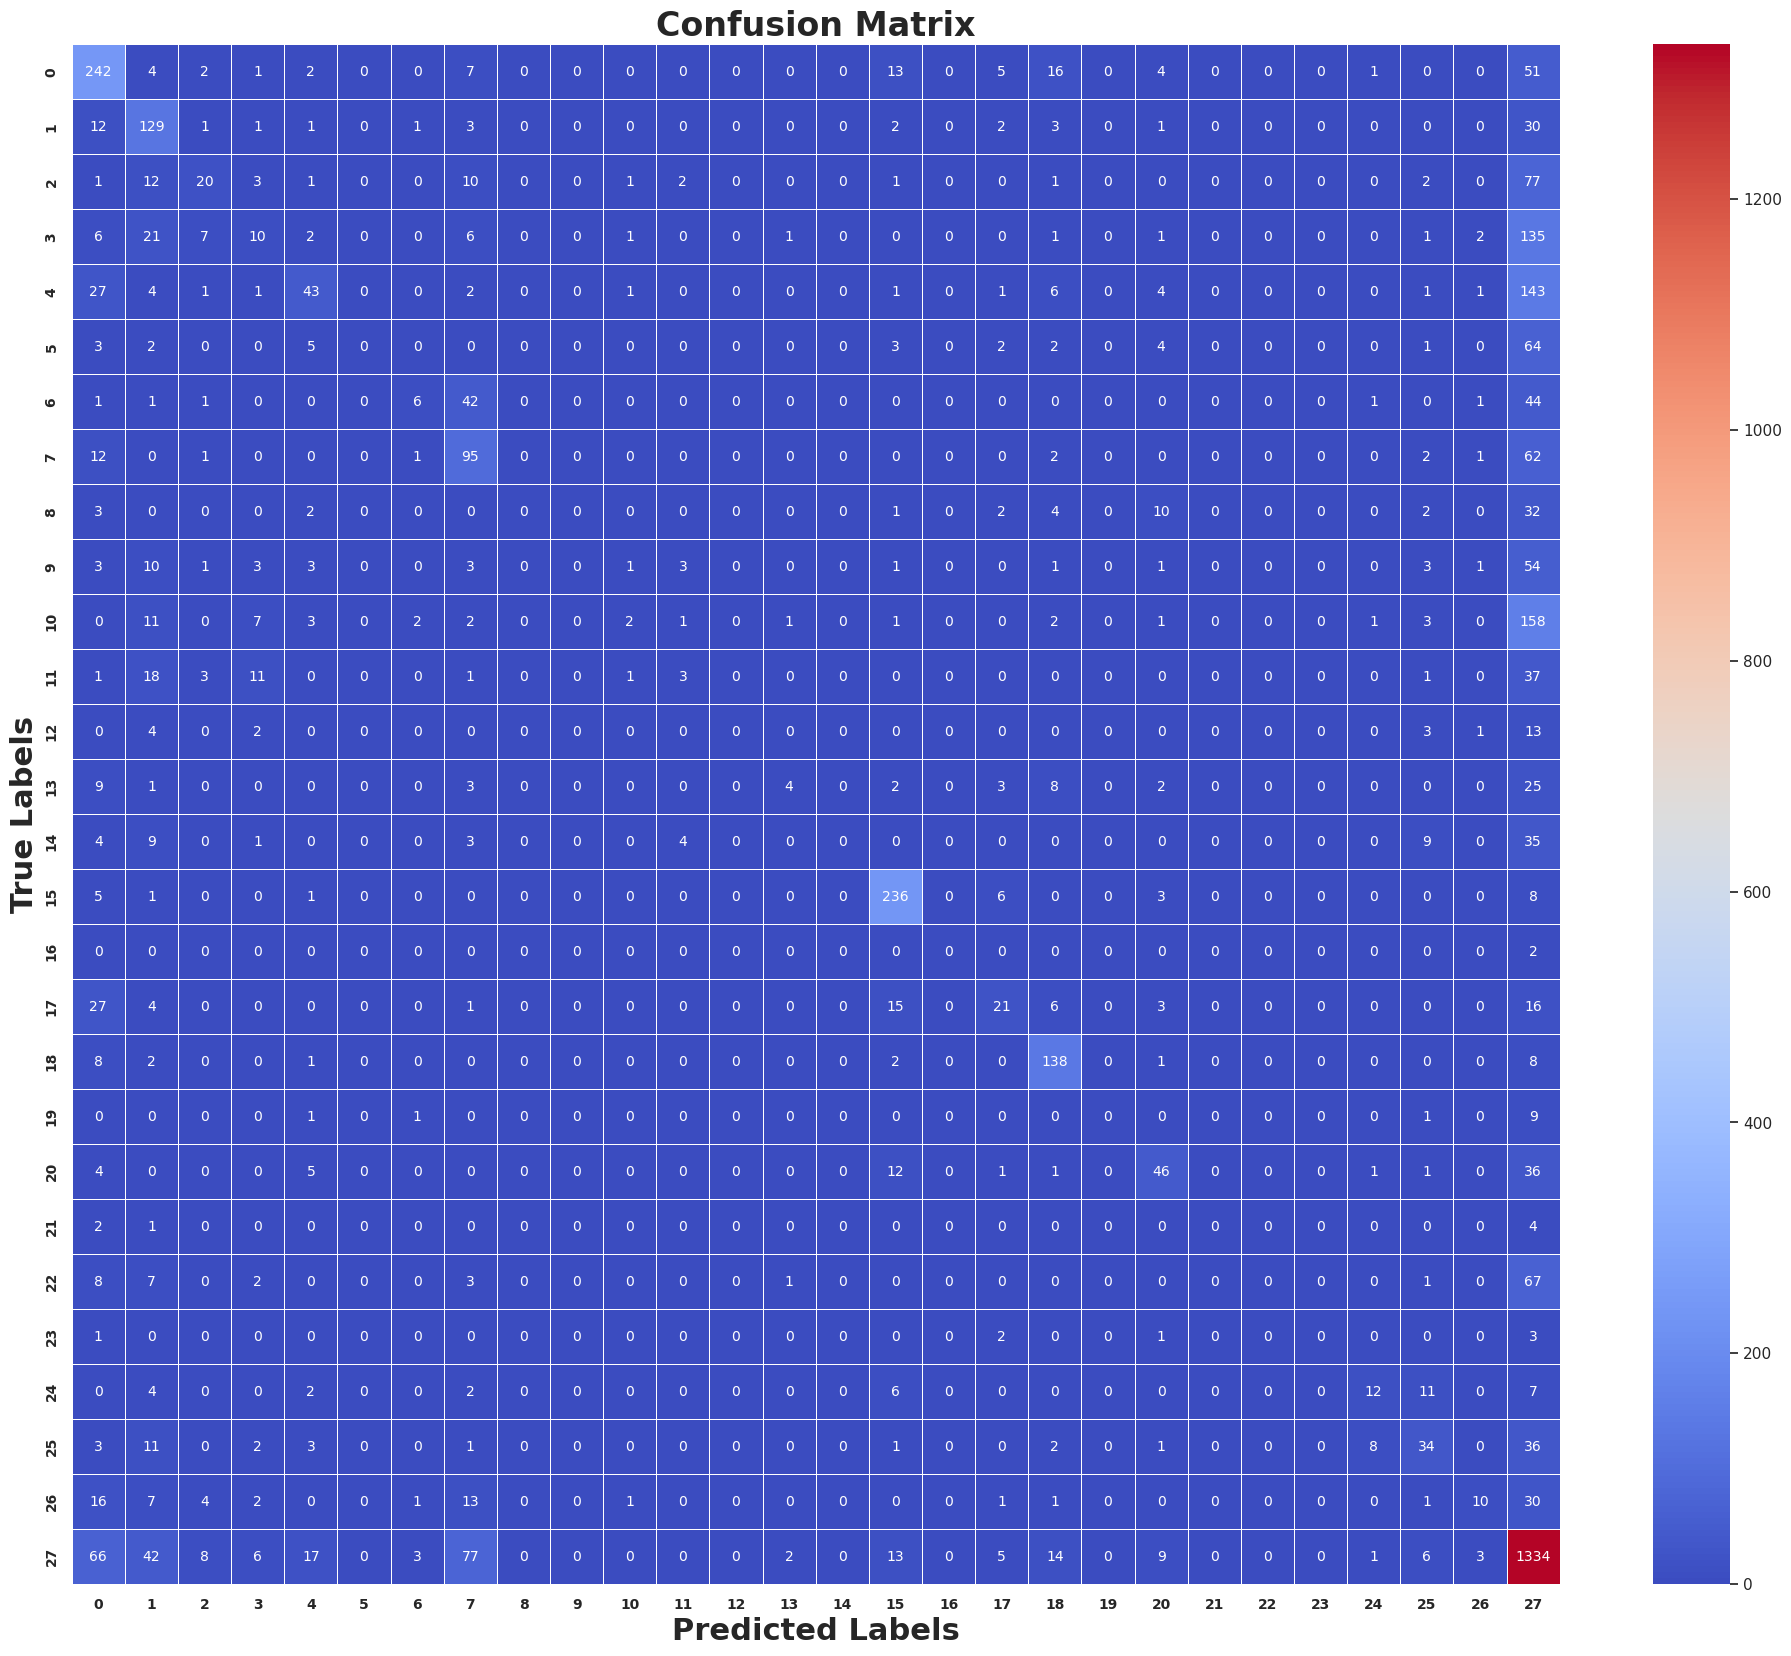 Confusion Matrix
0 242 4 2 1 2 0 0 7 0 0 0 0 0 0 0 13 0 5 16 0 4 0 0 0 1 0 0 51
1 12 129 1 1 1 0 1 3 0 0 0 0 0 0 0 2 0 2 3 0 1 0 0 0 0 0 0 30
2 1 12 20 3 1 0 0 10 0 0 1 2 0 0 0 1 0 0 1 0 0 0 0 0 0 2 0 77
3 6 21 7 10 2 0 0 6 0 0 1 0 0 1 0 0 0 0 1 0 1 0 0 0 0 1 2 135
4 27 4 1 1 43 0 0 2 0 0 1 0 0 0 0 1 0 1 6 0 4 0 0 0 0 1 1 143
5 3 2 0 0 5 0 0 0 0 0 0 0 0 0 0 3 0 2 2 0 4 0 0 0 0 1 0 64
6 1 1 1 0 0 0 6 42 0 0 0 0 0 0 0 0 0 0 0 0 0 0 0 0 1 0 1 44
7 12 0 1 0 0 0 1 95 0 0 0 0 0 0 0 0 0 0 2 0 0 0 0 0 0 2 1 62
8 3 0 0 0 2 0 0 0 0 0 0 0 0 0 0 1 0 2 4 0 10 0 0 0 0 2 0 32
9 3 10 1 3 3 0 0 3 0 0 1 3 0 0 0 1 0 0 1 0 1 0 0 0 0 3 1 54
10 0 11 0 7 3 0 2 2 0 0 2 1 0 1 0 1 0 0 2 0 1 0 0 0 1 3 0 158
11 1 18 3 11 0 0 0 1 0 0 1 3 0 0 0 0 0 0 0 0 0 0 0 0 0 1 0 37
12 0 4 0 2 0 0 0 0 0 0 0 0 0 0 0 0 0 0 0 0 0 0 0 0 0 3 1 13
13 9 1 0 0 0 0 0 3 0 0 0 0 0 4 0 2 0 3 8 0 2 0 0 0 0 0 0 25
14 4 9 0 1 0 0 0 3 0 0 0 4 0 0 0 0 0 0 0 0 0 0 0 0 0 9 0 35
15 5 1 0 0 1 0 0 0 0 0 0 0 0 0 0 236 0 6 0 0 3 0 0 0 0 0 0 8
16 0 0 0 0 0 0 0 0 0 0 0 0 0 0 0 0 0 0 0 0 0 0 0 0 0 0 0 2
17 27 4 0 0 0 0 0 1 0 0 0 0 0 0 0 15 0 21 6 0 3 0 0 0 0 0 0 16
18 8 2 0 0 1 0 0 0 0 0 0 0 0 0 0 2 0 0 138 0 1 0 0 0 0 0 0 8
19 0 0 0 0 1 0 1 0 0 0 0 0 0 0 0 0 0 0 0 0 0 0 0 0 0 1 0 9
20 4 0 0 0 5 0 0 0 0 0 0 0 0 0 0 12 0 1 1 0 46 0 0 0 1 1 0 36
21 2 1 0 0 0 0 0 0 0 0 0 0 0 0 0 0 0 0 0 0 0 0 0 0 0 0 0 4
22 8 7 0 2 0 0 0 3 0 0 0 0 0 1 0 0 0 0 0 0 0 0 0 0 0 1 0 67
23 1 0 0 0 0 0 0 0 0 0 0 0 0 0 0 0 0 2 0 0 1 0 0 0 0 0 0 3
24 0 4 0 0 2 0 0 2 0 0 0 0 0 0 0 6 0 0 0 0 0 0 0 0 12 11 0 7
25 3 11 0 2 3 0 0 1 0 0 0 0 0 0 0 1 0 0 2 0 1 0 0 0 8 34 0 36
26 16 7 4 2 0 0 1 13 0 0 1 0 0 0 0 0 0 1 1 0 0 0 0 0 0 1 10 30
27 66 42 8 6 17 0 3 77 0 0 0 0 0 2 0 13 0 5 14 0 9 0 0 0 1 6 3 1334
0 1 2 3 4 5 6 7 8 9 10 11 12 13 14 15 16 17 18 19 20 21 22 23 24 25 26 27
Predicted Labels
True Labels
1200
1000
800
600
400
200
0